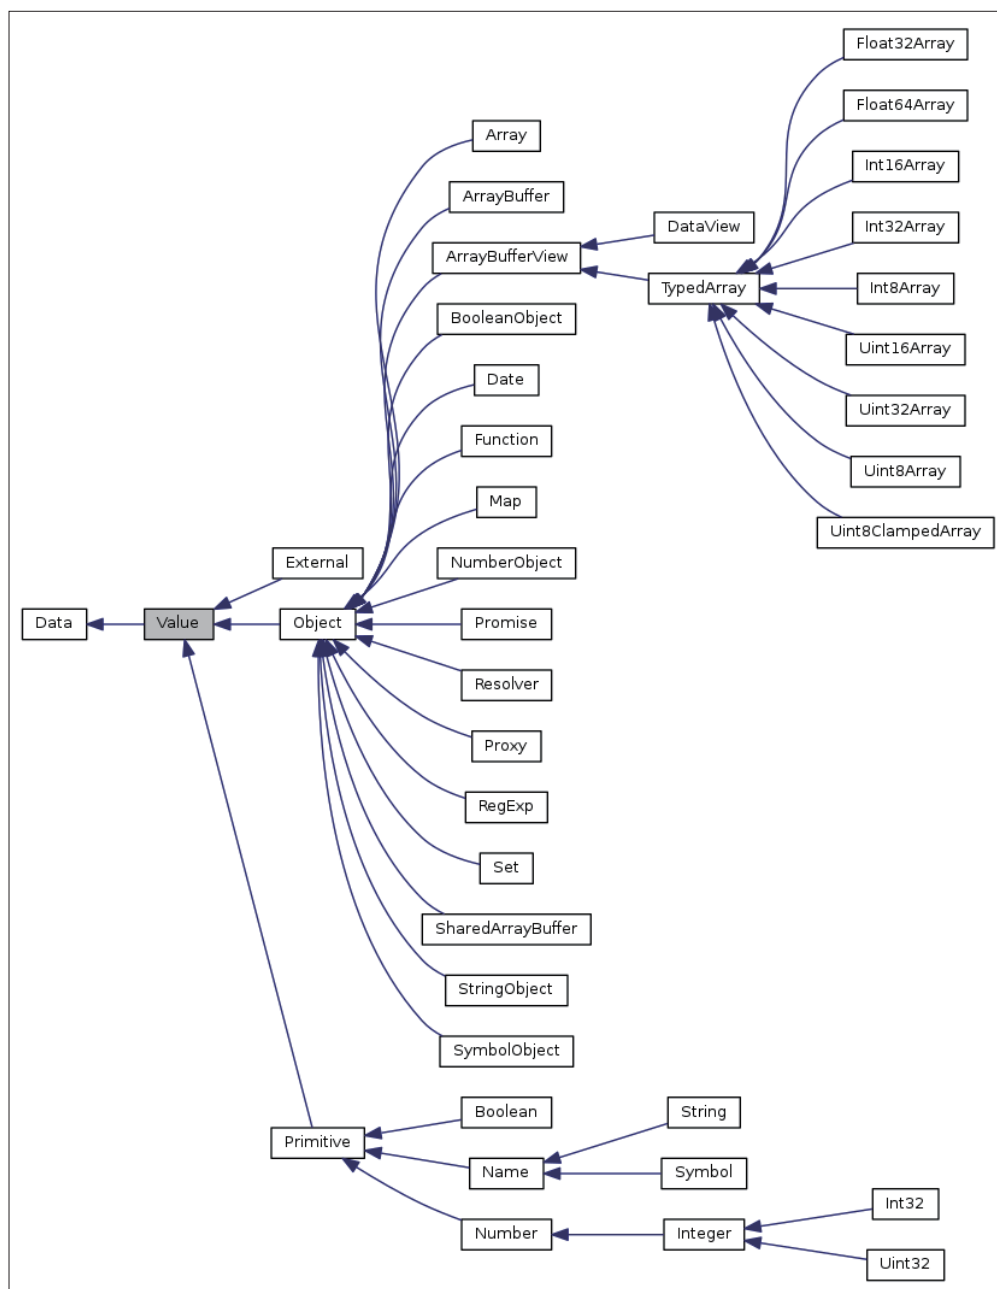 Float32Array
Float64Array
Array
Int16Array
ArrayBuffer
DataView
Int32Array
ArrayBufferView
TypedArray
Int8Array
BooleanObject
Uint16Array
Date
Uint32Array
Function
Uint8Array
Map
Uint8ClampedArray
External
NumberObject
Data
Value
Object
Promise
Resolver
Proxy
RegExp
Set
SharedArrayBuffer
StringObject
SymbolObject
Boolean
String
Primitive
Name
Symbol
Int32
Number
Integer
Uint32